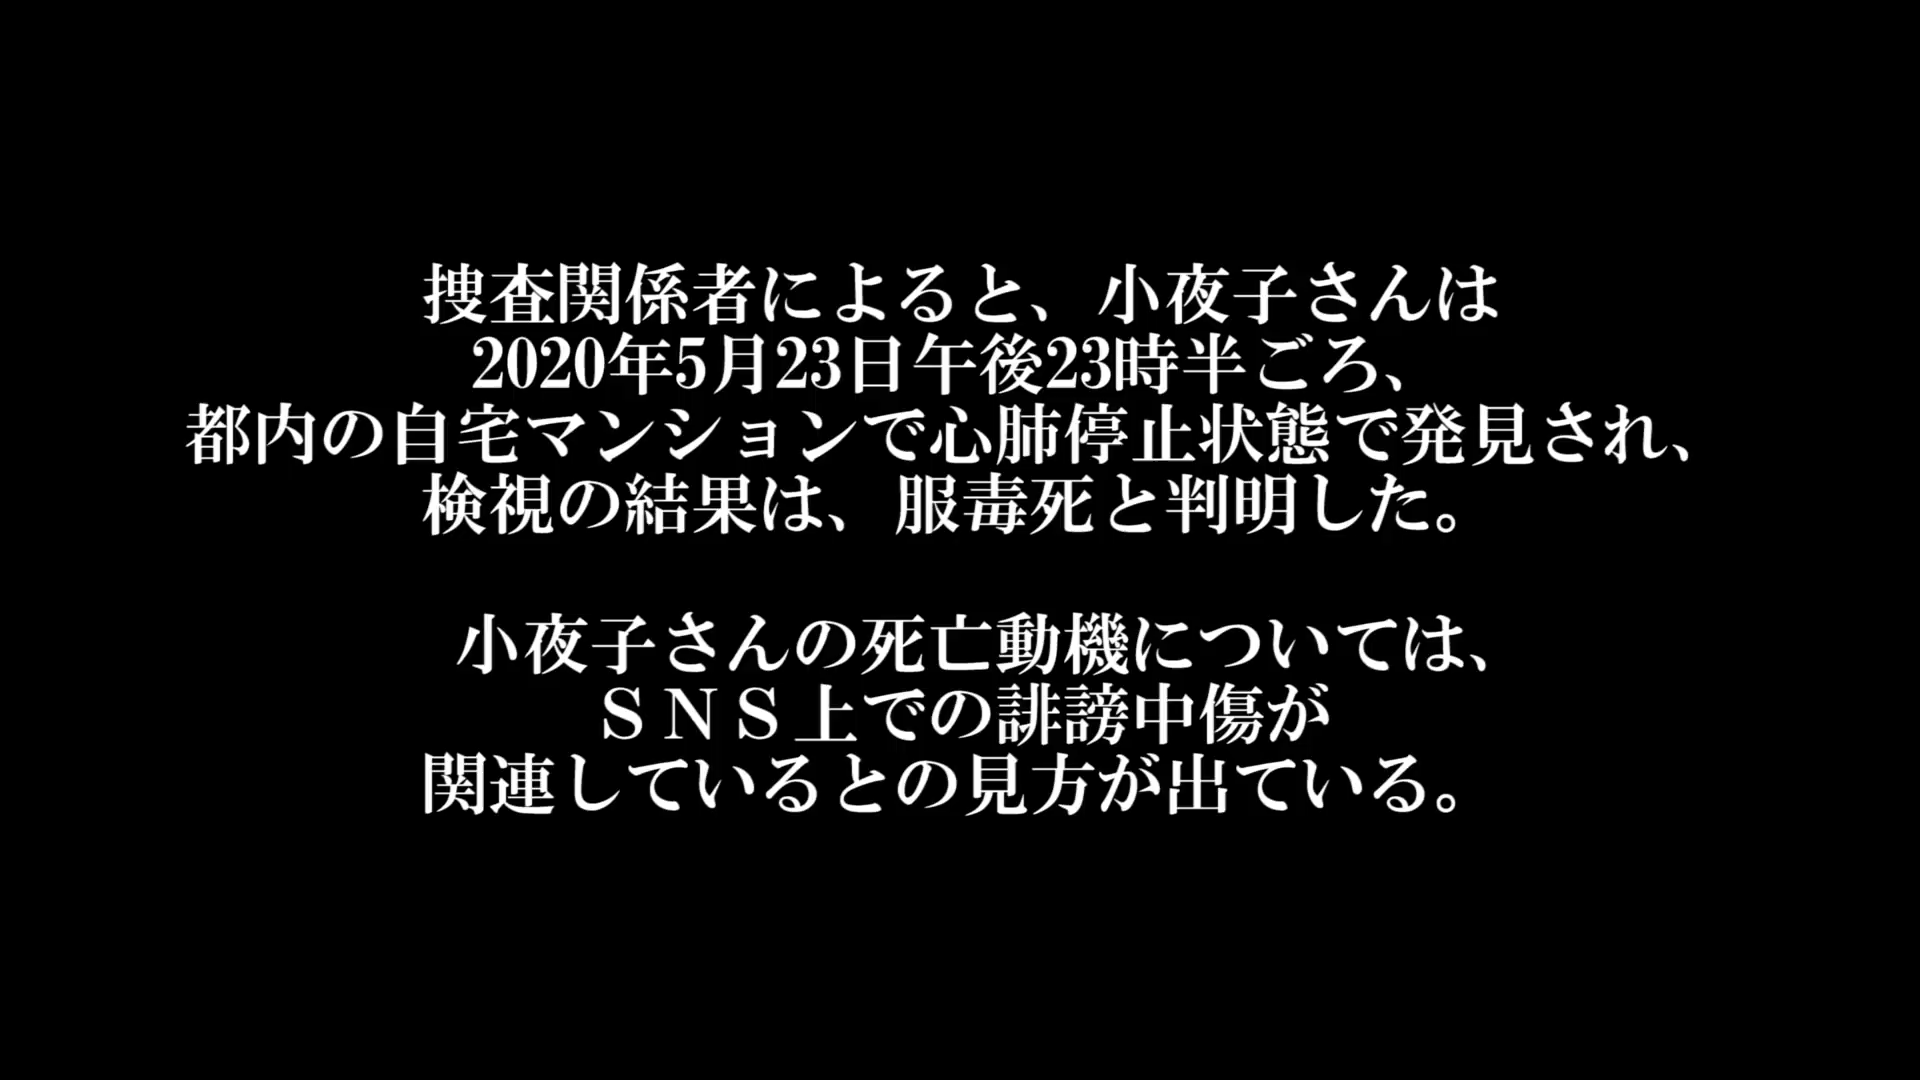 捜査関係者によると、小夜子さんは
2020年5月23日午後23時半ごろ、
都内の自宅マンションで心肺停止状態で発見され、
検視の結果は、服毒死と判明した。
小夜子さんの死亡動機については、
ＳＮＳ上での誹謗中傷が
関連しているとの見方が出ている。